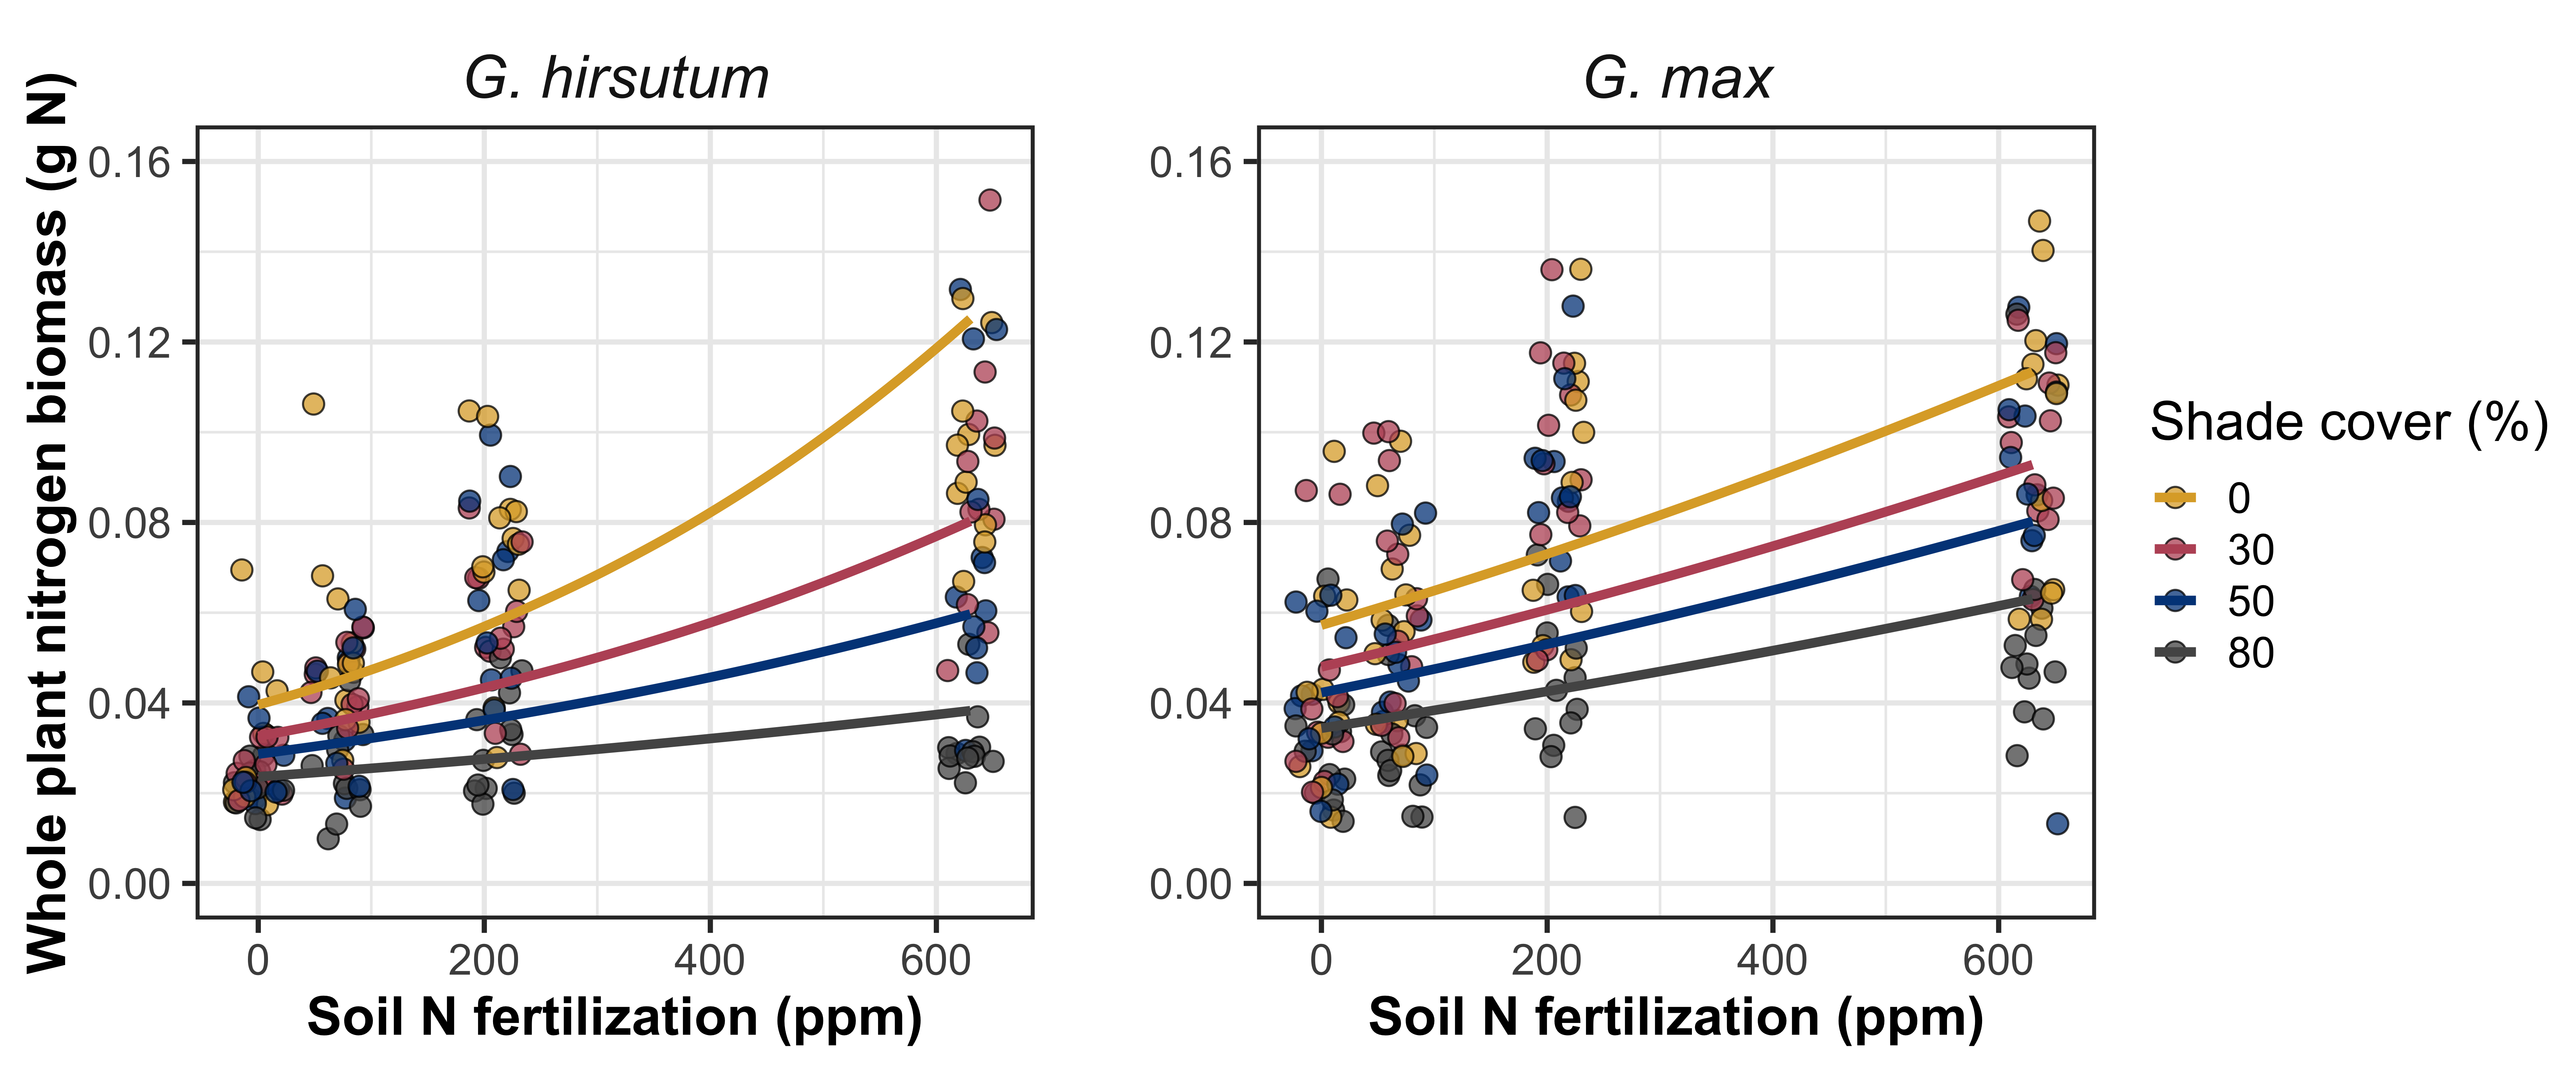 G. hirsutum
G. max
Whole plant nitrogen biomass (g N)
0.16
0.12
0.08
0.04
0.00
0.16
0.12
0.08
0.04
0.00
0 200 400 600
0 200 400 600
Soil N fertilization (ppm)
Soil N fertilization (ppm)
Shade cover (%)
0
30
50
80